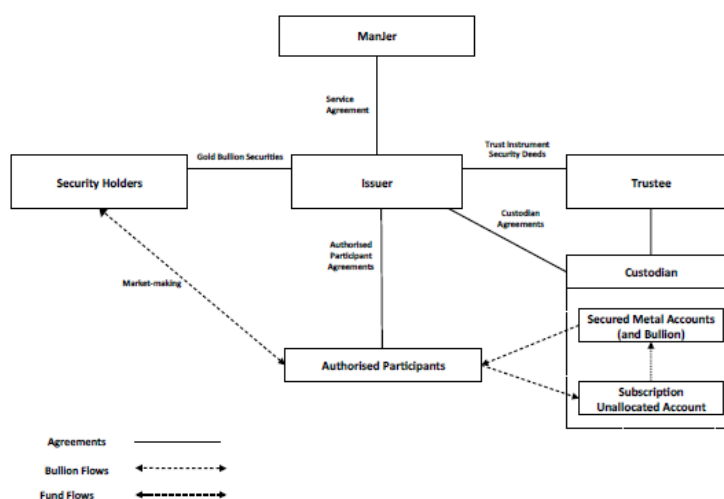 ManJer
Service
Agreement
Gold Bullion Securities
Trust Instrument
Security Deeds
Security Holders
Issuer
Trustee
Custodian
Agreements
Authorised
Participant
Agreements
Custodian
Market-making
Secured Metal Accounts
(and Bullion)
Authorised Participants
Subscription
Unallocated Account
Agreements
Bullion Flows
Fund Flows